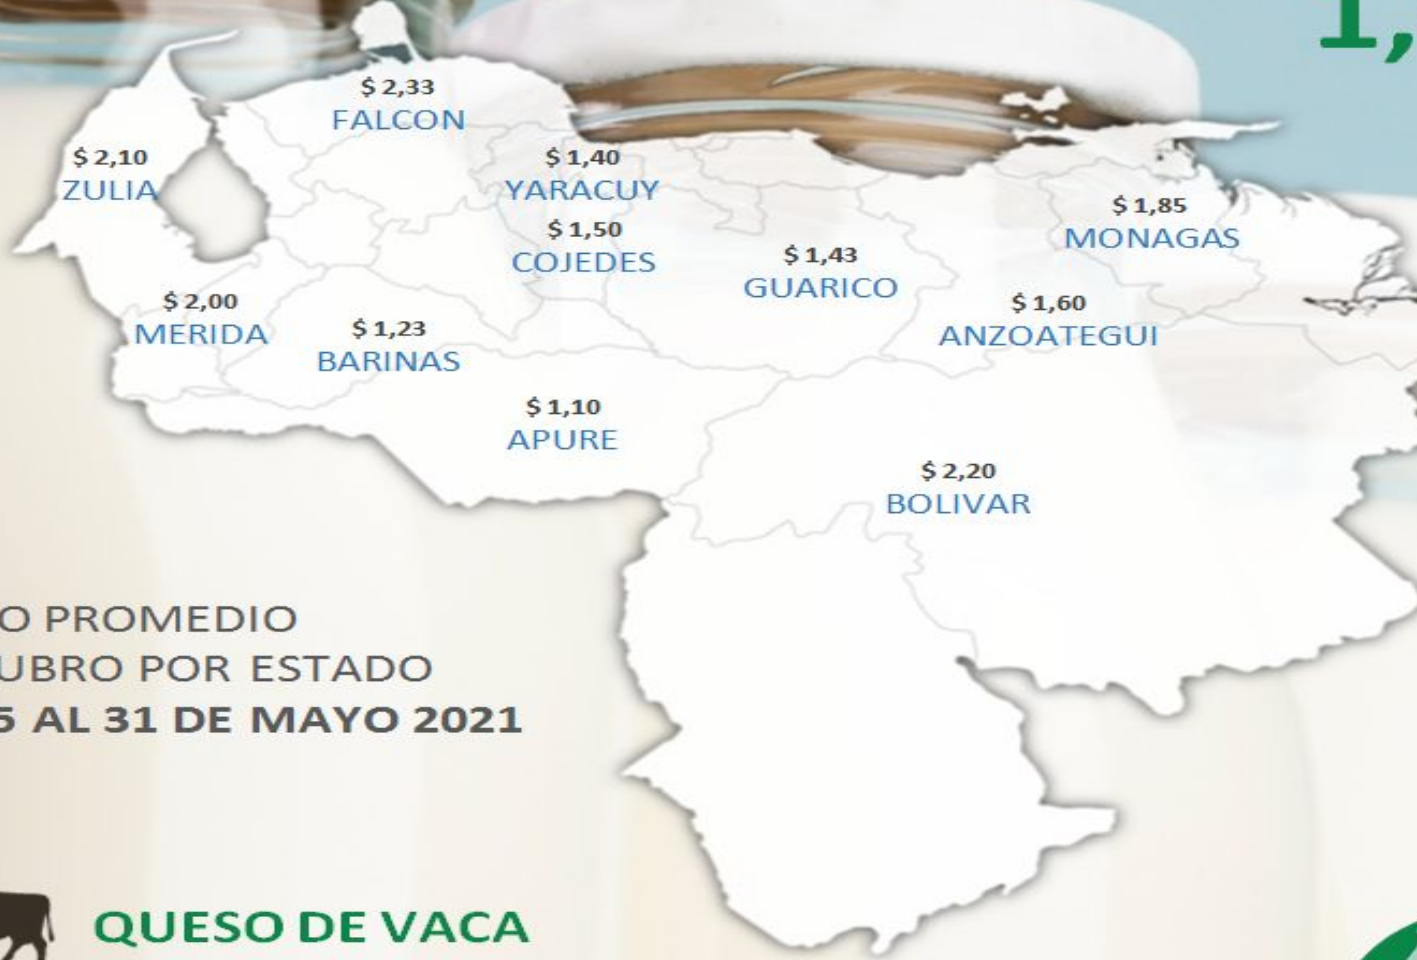 1,
$ 2,33
FALCON
$ 2,10
ZULIA
$ 1,40
YARACUY
$ 1,50
COJEDES
$ 1,85
MONAGAS
$ 1,43
GUARICO
$ 2,00
MERIDA
$ 1,23
BARINAS
$ 1,60
ANZOATEGUI
$ 1,10
APURE
$ 2,20
BOLIVAR
O PROMEDIO
UBRO POR ESTADO
5 AL 31 DE MAYO 2021
QUESO DE VACA